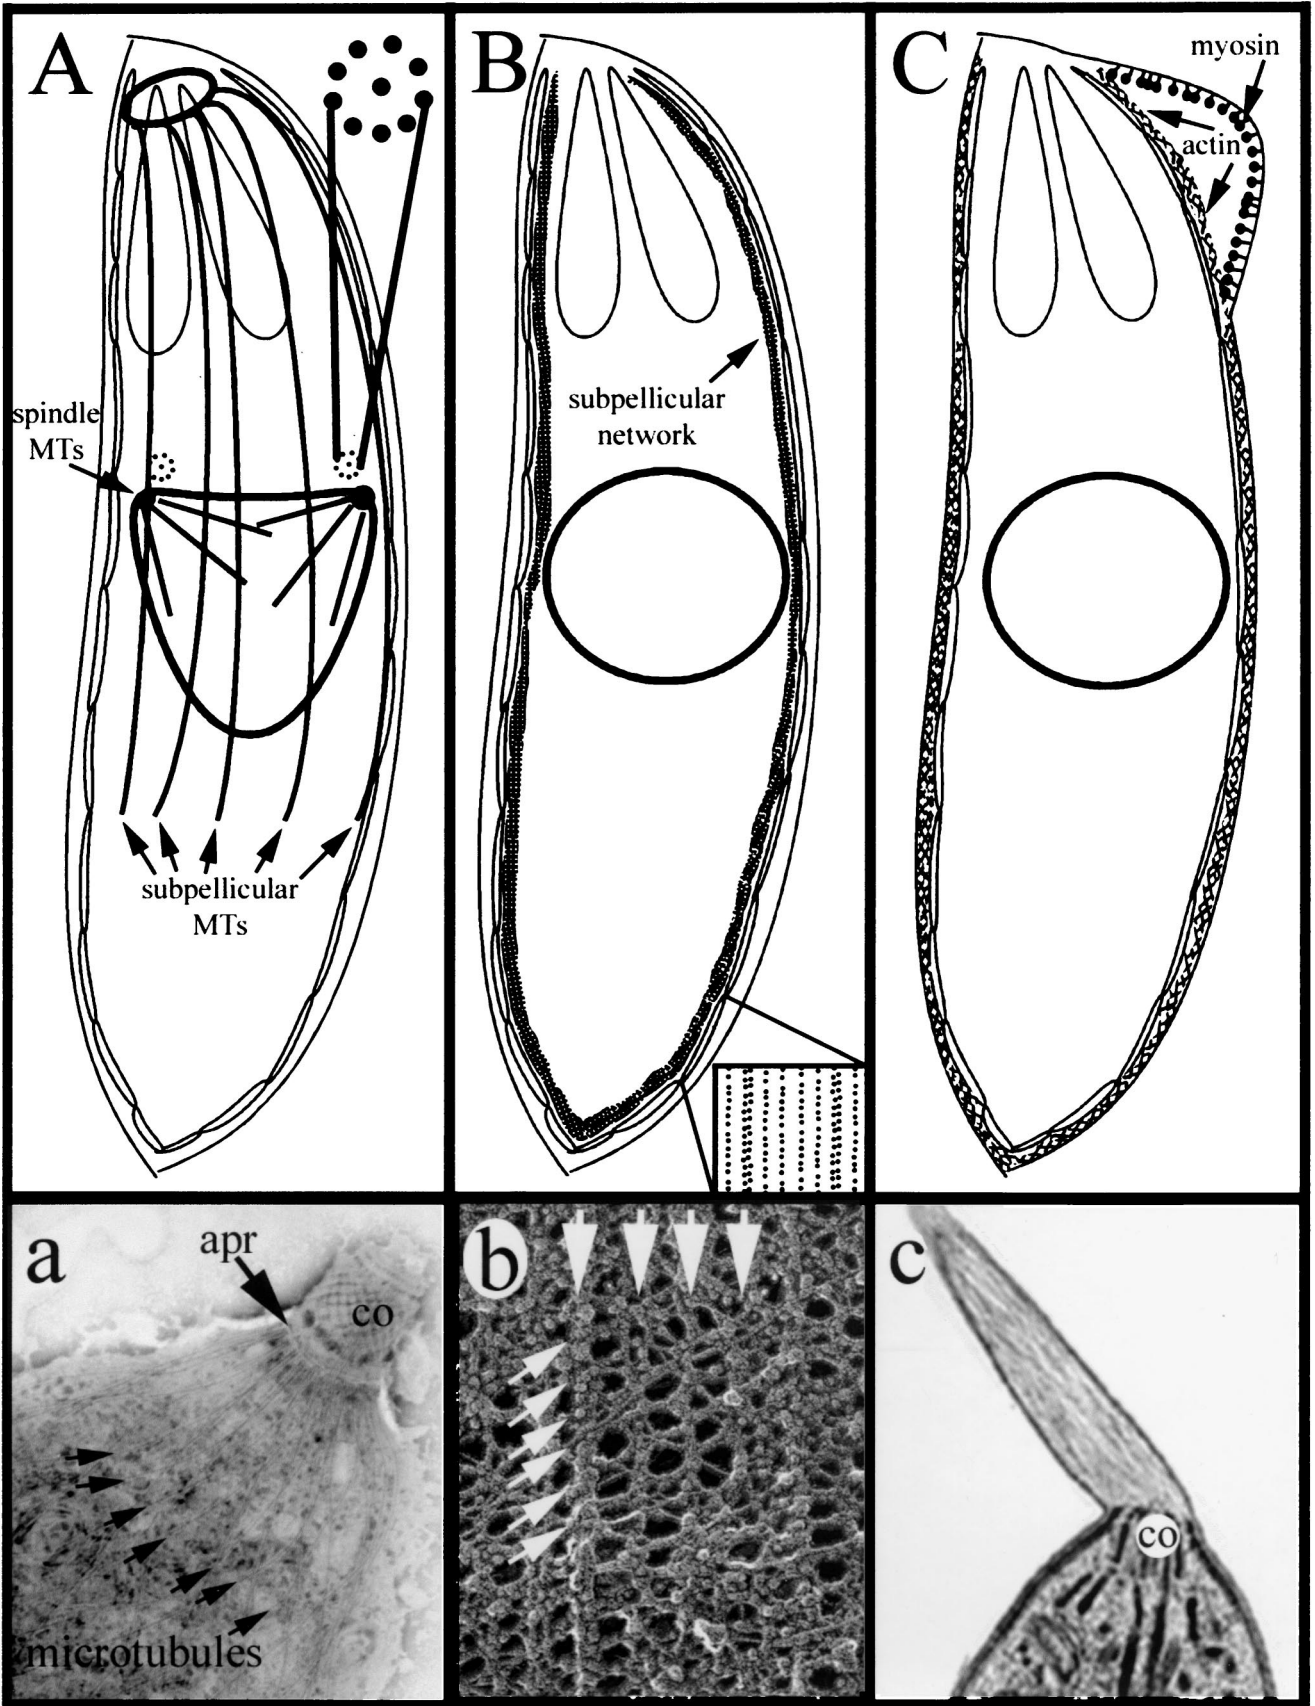 A
B
C
myosin
actin
subpellicular
network
spindle
MTs
subpellicular
MTs
a
apr
co
microtubules
b
c
co